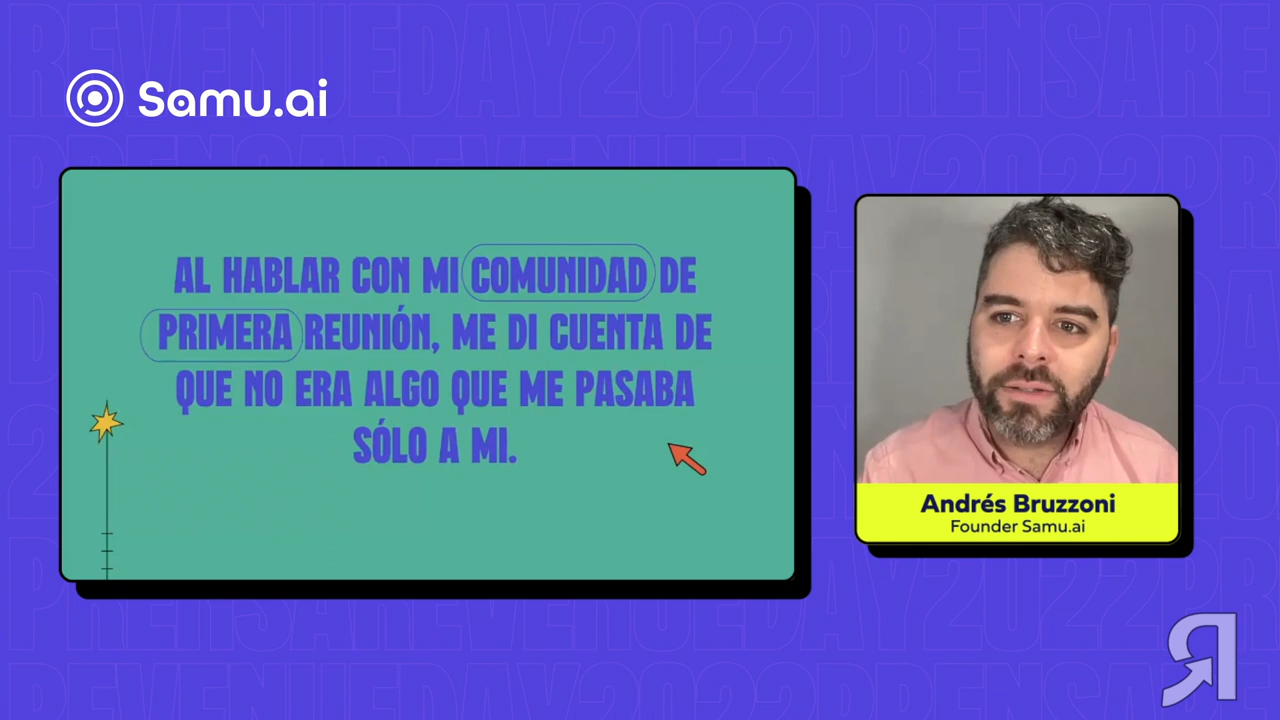 REVENUEDAY2022PRENSARE
Samu.ai
AL HABLAR CON MI COMUNIDAD DE
PRIMERA REUNIÓN, ME DI CUENTA DE
QUE NO ERA ALGO QUE ME PASABA
SÓLO A MI.
Andrés Bruzzoni
Founder Samu.ai